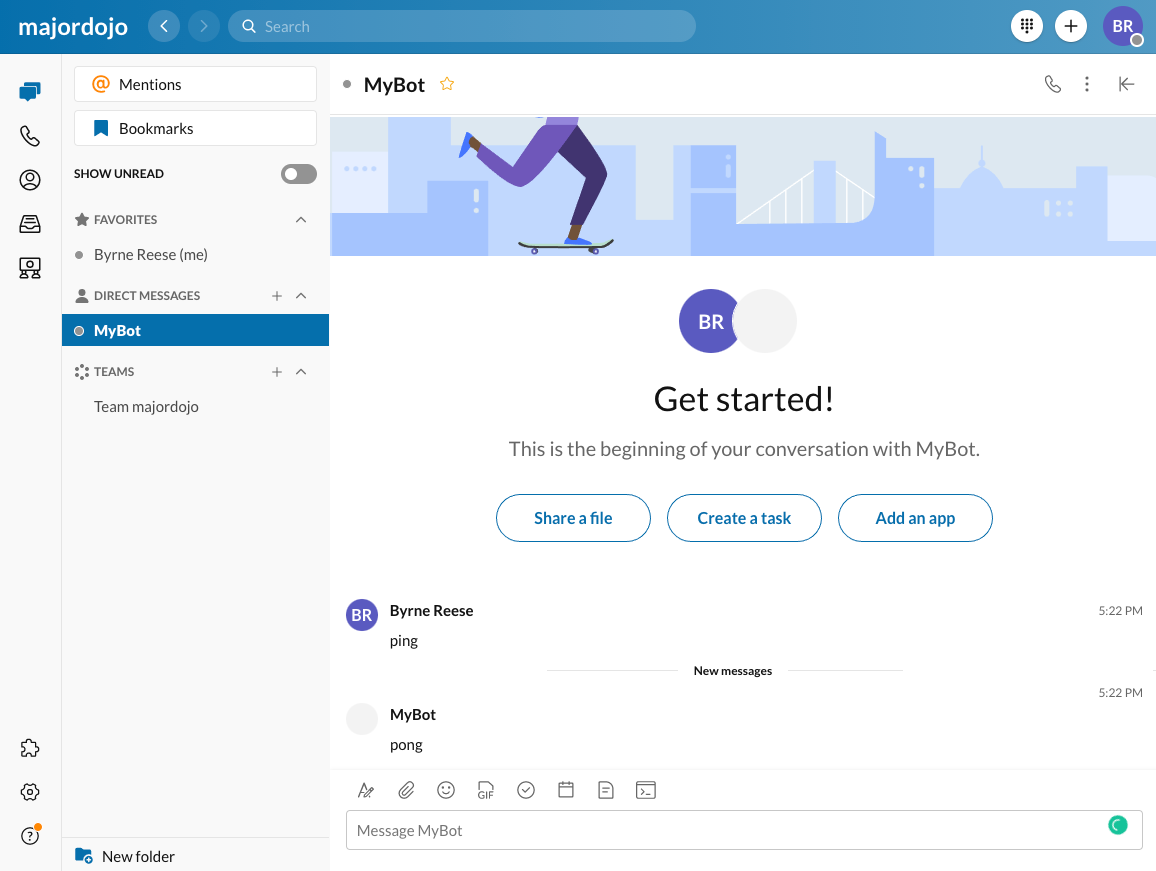 majordojo
Search
BR
Mentions
Bookmarks
SHOW UNREAD
FAVORITES
Byrne Reese (me)
DIRECT MESSAGES
MyBot
TEAMS
Team majordojo
New folder
MyBot
BR
Get started!
This is the beginning of your conversation with MyBot.
Share a file
Create a task
Add an app
BR
Byrne Reese
5:22 PM
ping
New messages
5:22 PM
MyBot
pong
GIF
Message MyBot